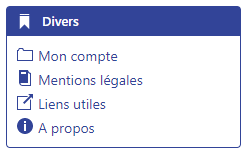 Divers
Mon compte
Mentions légales
Liens utiles
A propos